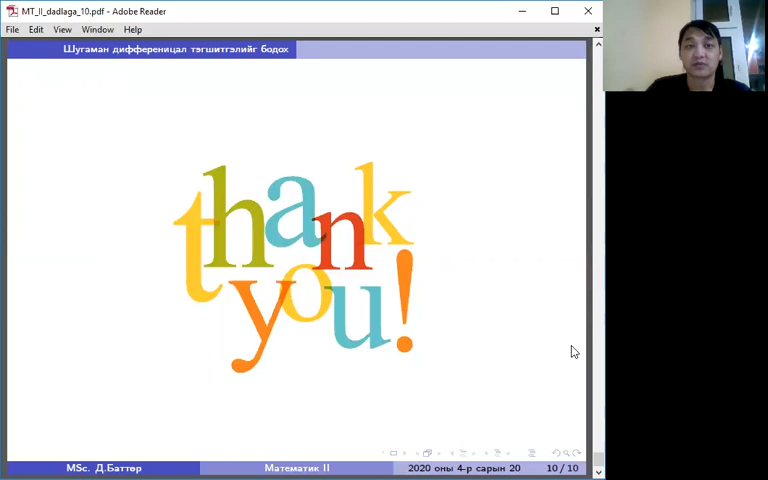 MT_II_dadlaga_10.pdf - Adobe Reader
File Edit View Window Help
Шугаман дифференицал тэгшитгэлийг бодох
thank
you!
MSc. Д.Баттөр Математик II 2020 оны 4-р сарын 20 10 / 10